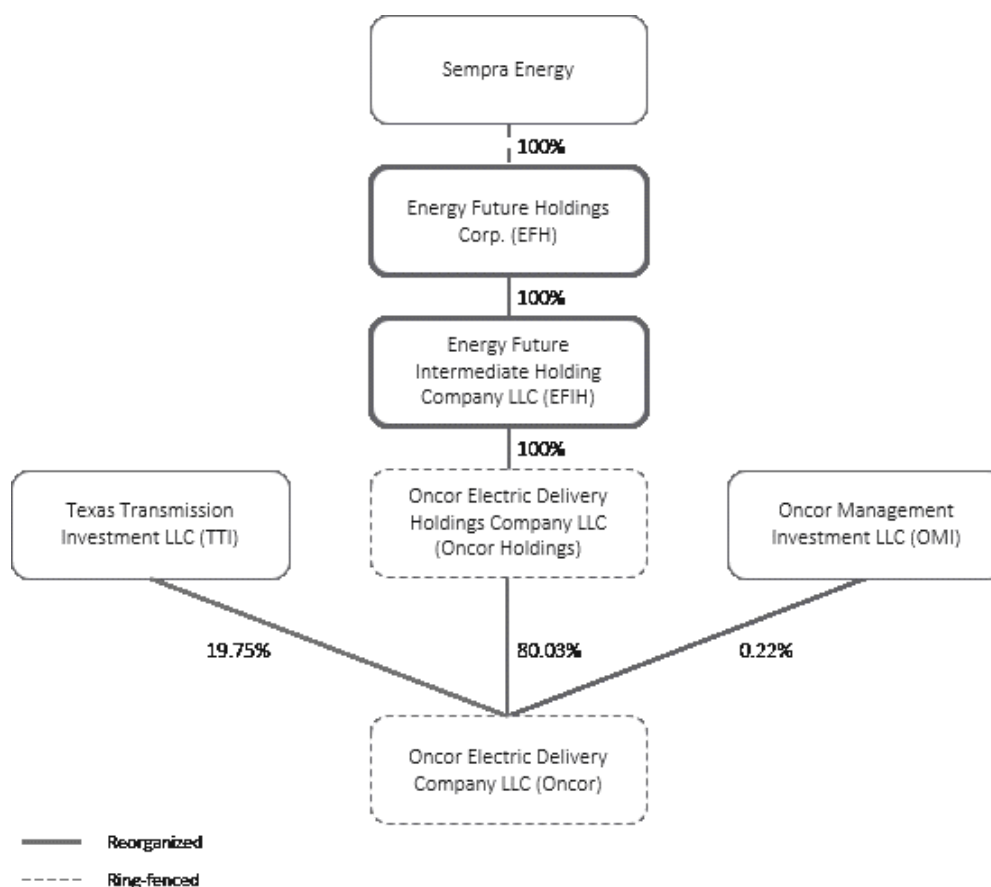 Sempra Energy
100%
Energy Future Holdings
Corp. (EFH)
100%
Energy Future
Intermediate Holding
Company LLC (EFIH)
100%
Texas Transmission
Investment LLC (TTI)
Oncor Electric Delivery
Holdings Company LLC
(Oncor Holdings)
Oncor Management
Investment LLC (OMI)
19.75%
80.03%
0.22%
Oncor Electric Delivery
Company LLC (Oncor)
Reorganized
Ring-fenced